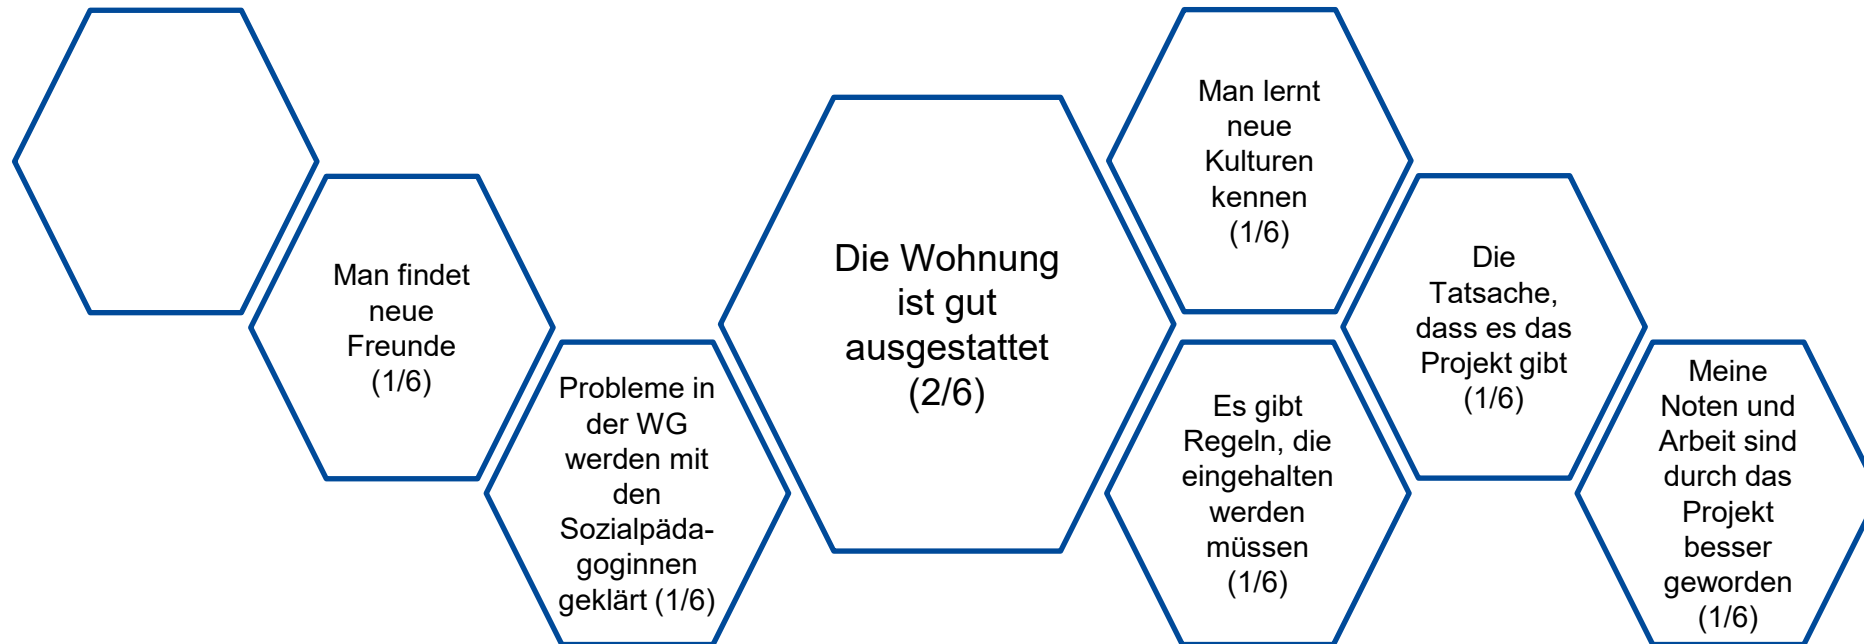 Man findet
neue
Freunde
(1/6)
Probleme in
der WG
werden mit
den
Sozialpäda-
goginnen
geklärt (1/6)
Die Wohnung
ist gut
ausgestattet
(2/6)
Man lernt
neue
Kulturen
kennen
(1/6)
Es gibt
Regeln, die
eingehalten
werden
müssen
(1/6)
Die
Tatsache,
dass es das
Projekt gibt
(1/6)
Meine
Noten und
Arbeit sind
durch das
Projekt
besser
geworden
(1/6)